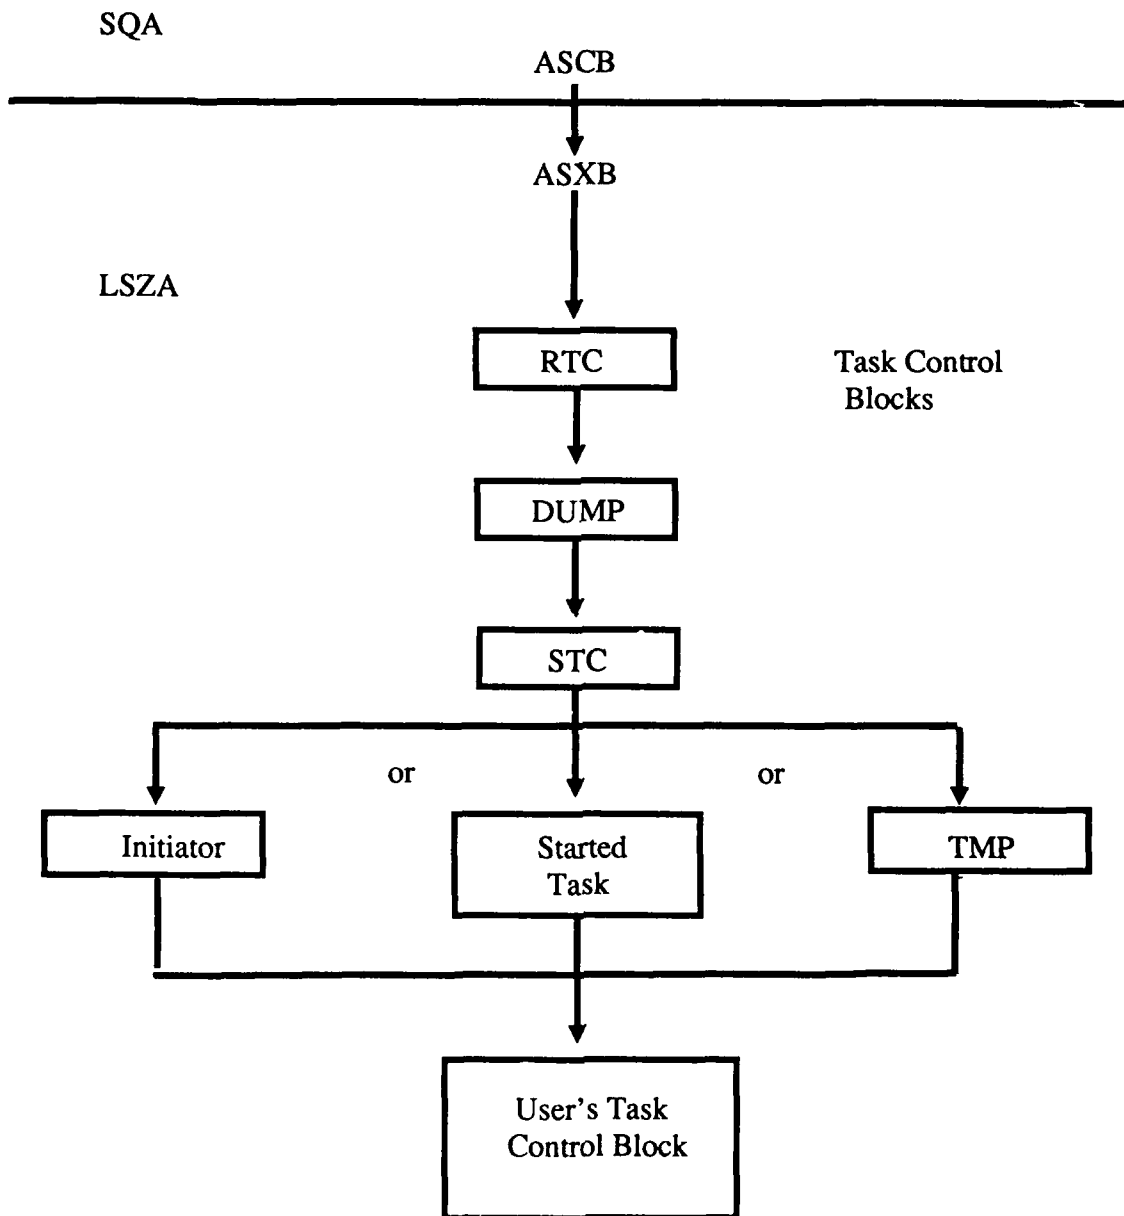 SQA
ASCB
ASXB
LSZA
RTC
Task Control
Blocks
DUMP
STC
or
or
Initiator
Started
Task
TMP
User's Task
Control Block